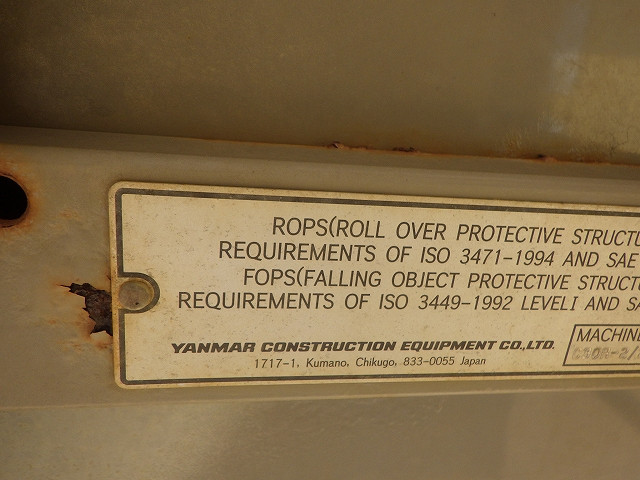 ROPS(ROLL OVER PROTECTIVE STRUCTU
REQUIREMENTS OF ISO 3471-1994 AND SAE
FOPS(FALLING OBJECT PROTECTIVE STRUCT
REQUIREMENTS OF ISO 3449-1992 LEVELI AND SA
YANMAR CONSTRUCTION EQUIPMENT CO.,LTD.
1717-1, Kumano, Chikugo, 833-0055 Japan
MACHINE